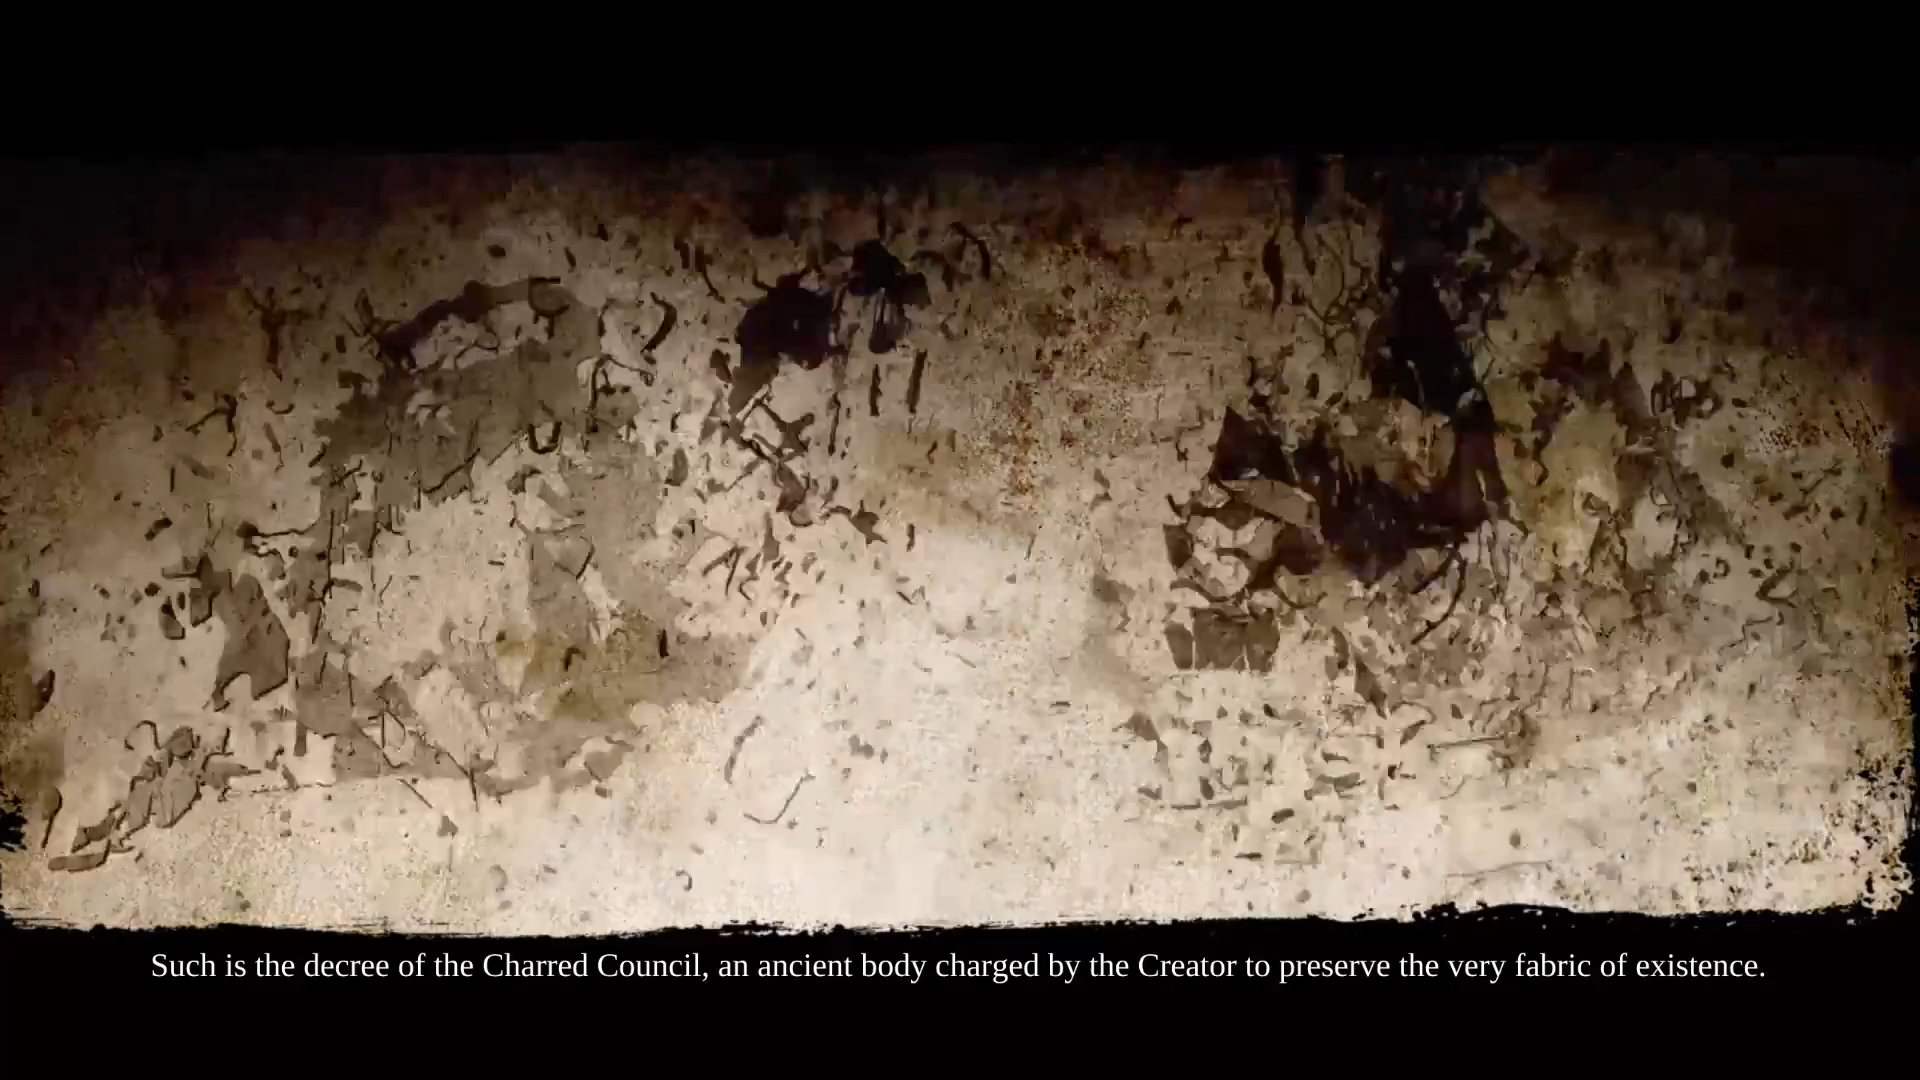 Such is the decree of the Charred Council, an ancient body charged by the Creator to preserve the very fabric of existence.